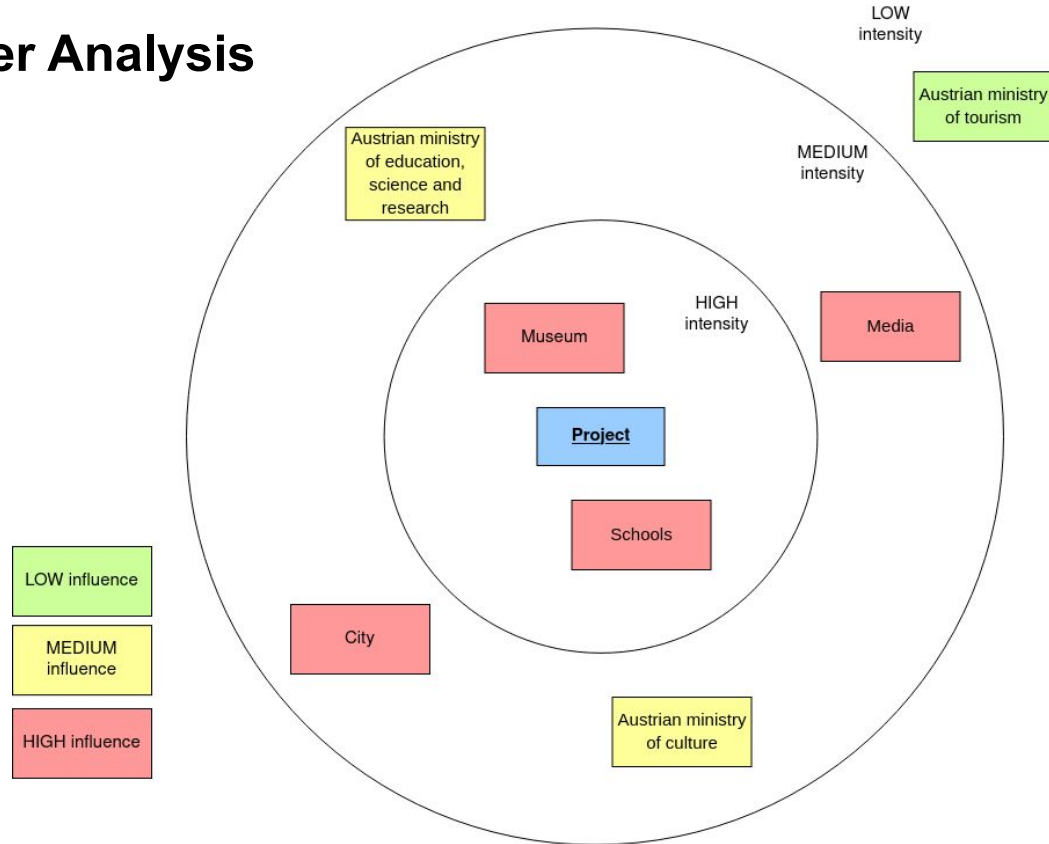 er Analysis
LOW
intensity
Austrian ministry
of tourism
MEDIUM
intensity
Austrian ministry
of education,
science and
research
HIGH
intensity
Museum
Media
Project
Schools
LOW influence
MEDIUM
influence
HIGH influence
City
Austrian ministry
of culture